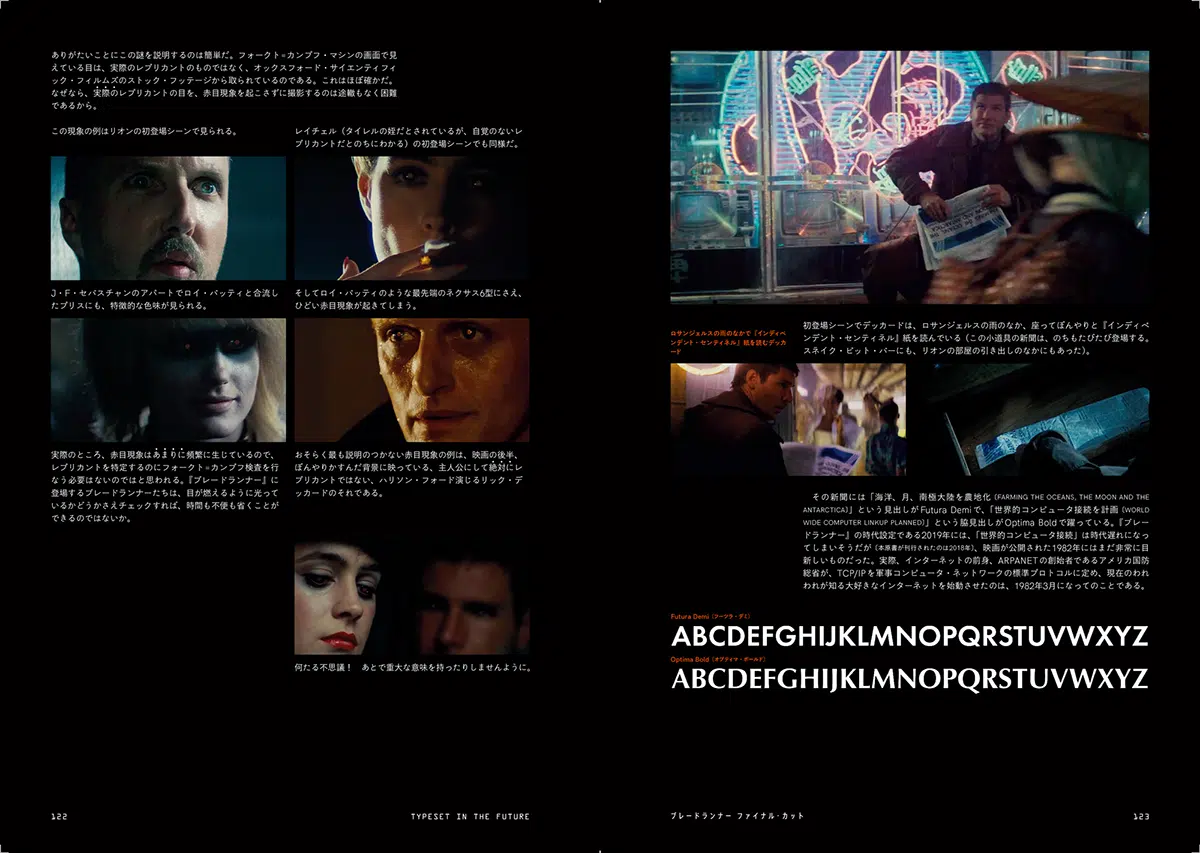 ありがたいことにこの謎を説明するのは簡単だ。フォークト＝カンプフ・マシンの画面で見
えている目は、実際のレプリカントのものではなく、オックスフォード・サイエンティフィ
ック・フィルムズのストック・フッテージから取られているのである。これはほぼ確かだ。
なぜなら、実際のレプリカントの目を、赤目現象を起こさずに撮影するのは途轍もなく困難
であるから。
この現象の例はリオンの初登場シーンで見られる。
レイチェル（タイレルの姪だとされているが、自覚のないレ
プリカントだとのちにわかる）の初登場シーンでも同様だ。
J・F・セバスチャンのアパートでロイ・バッティと合流し
たプリスにも、特徴的な色味が見られる。
そしてロイ・バッティのような最先端のネクサス6型にさえ、
ひどい赤目現象が起きてしまう。
実際のところ、赤目現象はあまりに頻繁に生じているので、
レプリカントを特定するのにフォークト＝カンプフ検査を行
なう必要はないのではと思われる。『ブレードランナー』に
登場するブレードランナーたちは、目が燃えるように光って
いるかどうかさえチェックすれば、時間も不便も省くことが
できるのではないか。
おそらく最も説明のつかない赤目現象の例は、映画の後半、
ぼんやりかすんだ背景に映っている、主人公にして絶対にレ
プリカントではない、ハリソン・フォード演じるリック・デ
ッカードのそれである。
何たる不思議！　あとで重大な意味を持ったりしませんように。
122
TYPESET IN THE FUTURE
ロサンジェルスの雨のなかで『インディペ
ンデント・センティネル』紙を読むデッカ
ード
初登場シーンでデッカードは、ロサンジェルスの雨のなか、座ってぼんやりと『インディペ
ンデント・センティネル』紙を読んでいる（この小道具の新聞は、のちもたびたび登場する。
スネイク・ピット・バーにも、リオンの部屋の引き出しのなかにもあった）。
その新聞には「海洋、月、南極大陸を農地化（FARMING THE OCEANS, THE MOON AND THE
ANTARCTICA）」という見出しがFutura Demiで、「世界的コンピュータ接続を計画（WORLD
WIDE COMPUTER LINKUP PLANNED）」という脇見出しがOptima Boldで躍っている。『ブレー
ドランナー』の時代設定である2019年には、「世界的コンピュータ接続」は時代遅れになっ
てしまいそうだが（本原書が刊行されたのは2018年）、映画が公開された1982年にはまだ非常に目
新しいものだった。実際、インターネットの前身、ARPANETの創始者であるアメリカ国防
総省が、TCP/IPを軍事コンピュータ・ネットワークの標準プロトコルに定め、現在のわれ
われが知る大好きなインターネットを始動させたのは、1982年3月になってのことである。
Futura Demi（フーツラ・デミ）
ABCDEFGHIJKLMNOPQRSTUVWXYZ
Optima Bold（オプティマ・ボールド）
ABCDEFGHIJKLMNOPQRSTUVWXYZ
ブレードランナー ファイナル・カット
123